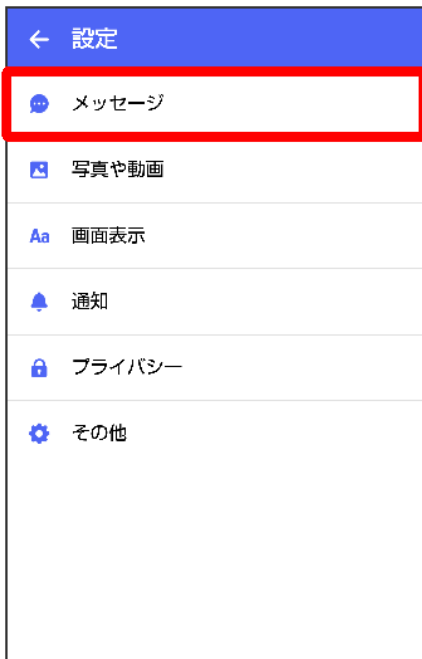 設定
メッセージ
写真や動画
Aa 画面表示
通知
プライバシー
その他